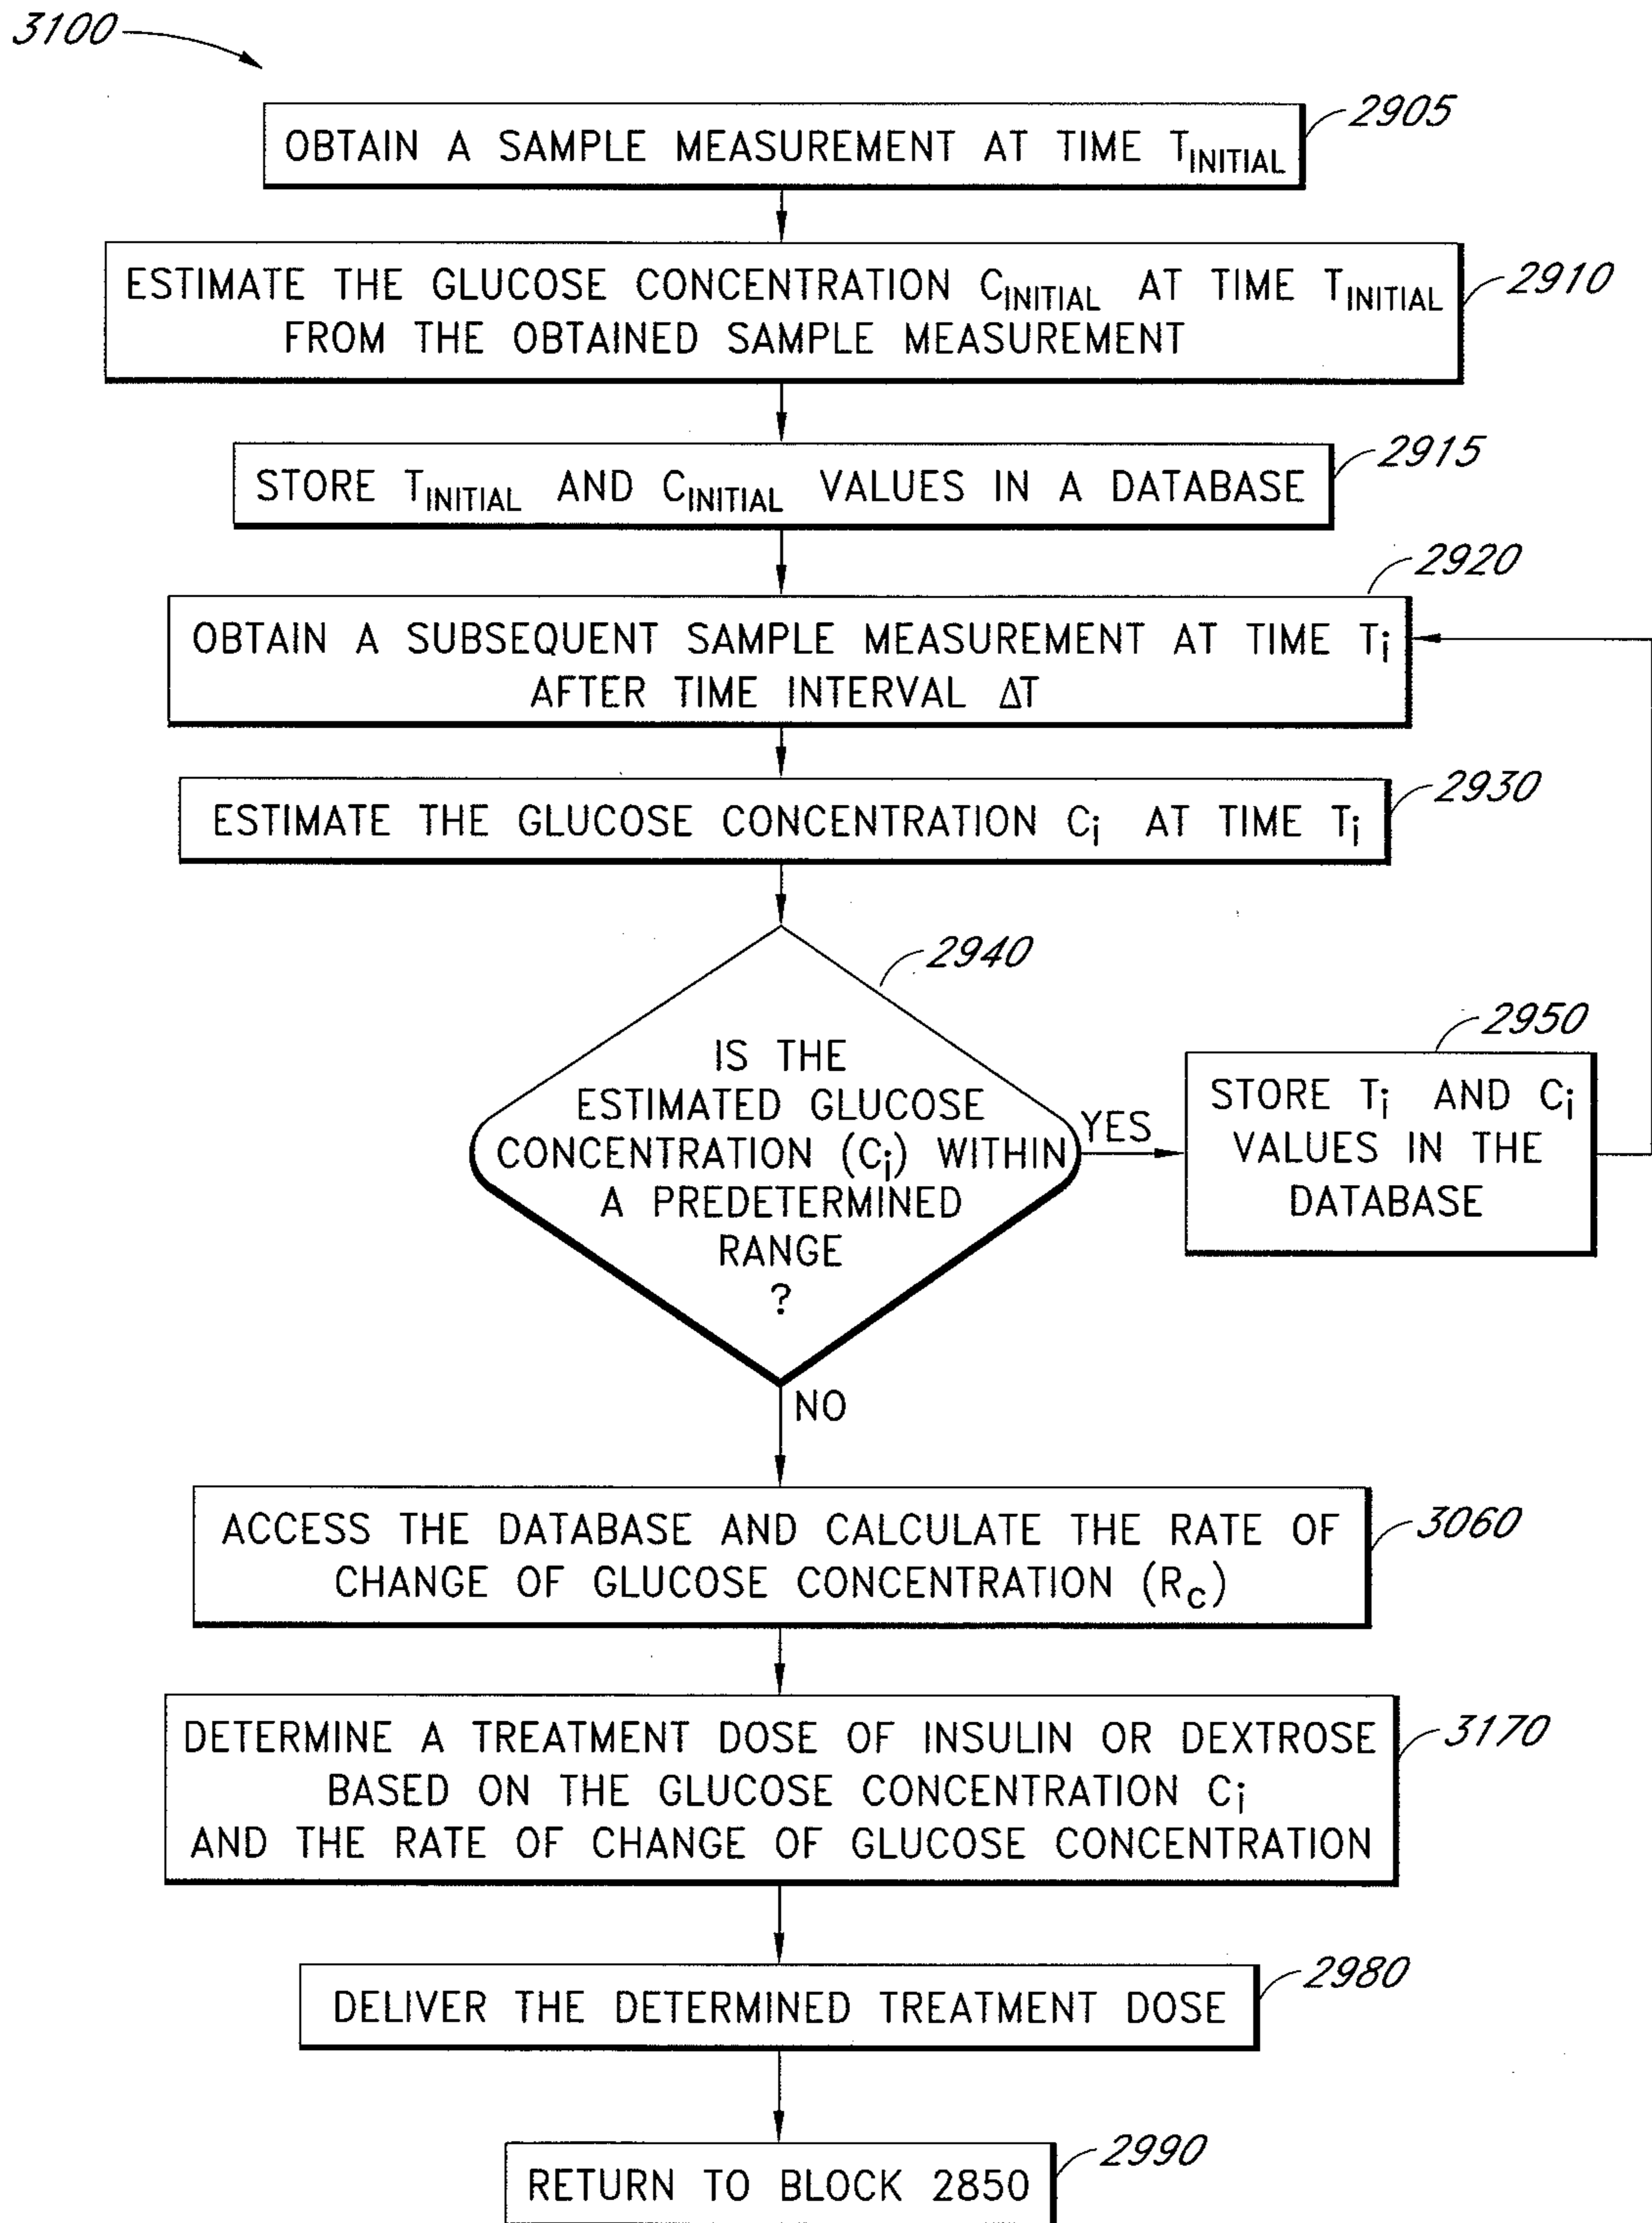 3100
OBTAIN A SAMPLE MEASUREMENT AT TIME TINITIAL
2905
ESTIMATE THE GLUCOSE CONCENTRATION CINITIAL AT TIME TINITIAL
FROM THE OBTAINED SAMPLE MEASUREMENT
2910
STORE TINITIAL AND CINITIAL VALUES IN A DATABASE
2915
OBTAIN A SUBSEQUENT SAMPLE MEASUREMENT AT TIME Ti
AFTER TIME INTERVAL ΔT
2920
ESTIMATE THE GLUCOSE CONCENTRATION Ci AT TIME Ti
2930
IS THE
ESTIMATED GLUCOSE
CONCENTRATION (Ci) WITHIN
A PREDETERMINED
RANGE
?
2940
YES
STORE Ti AND Ci
VALUES IN THE
DATABASE
2950
NO
ACCESS THE DATABASE AND CALCULATE THE RATE OF
CHANGE OF GLUCOSE CONCENTRATION (Rc)
3060
DETERMINE A TREATMENT DOSE OF INSULIN OR DEXTROSE
BASED ON THE GLUCOSE CONCENTRATION Ci
AND THE RATE OF CHANGE OF GLUCOSE CONCENTRATION
3170
DELIVER THE DETERMINED TREATMENT DOSE
2980
RETURN TO BLOCK 2850
2990